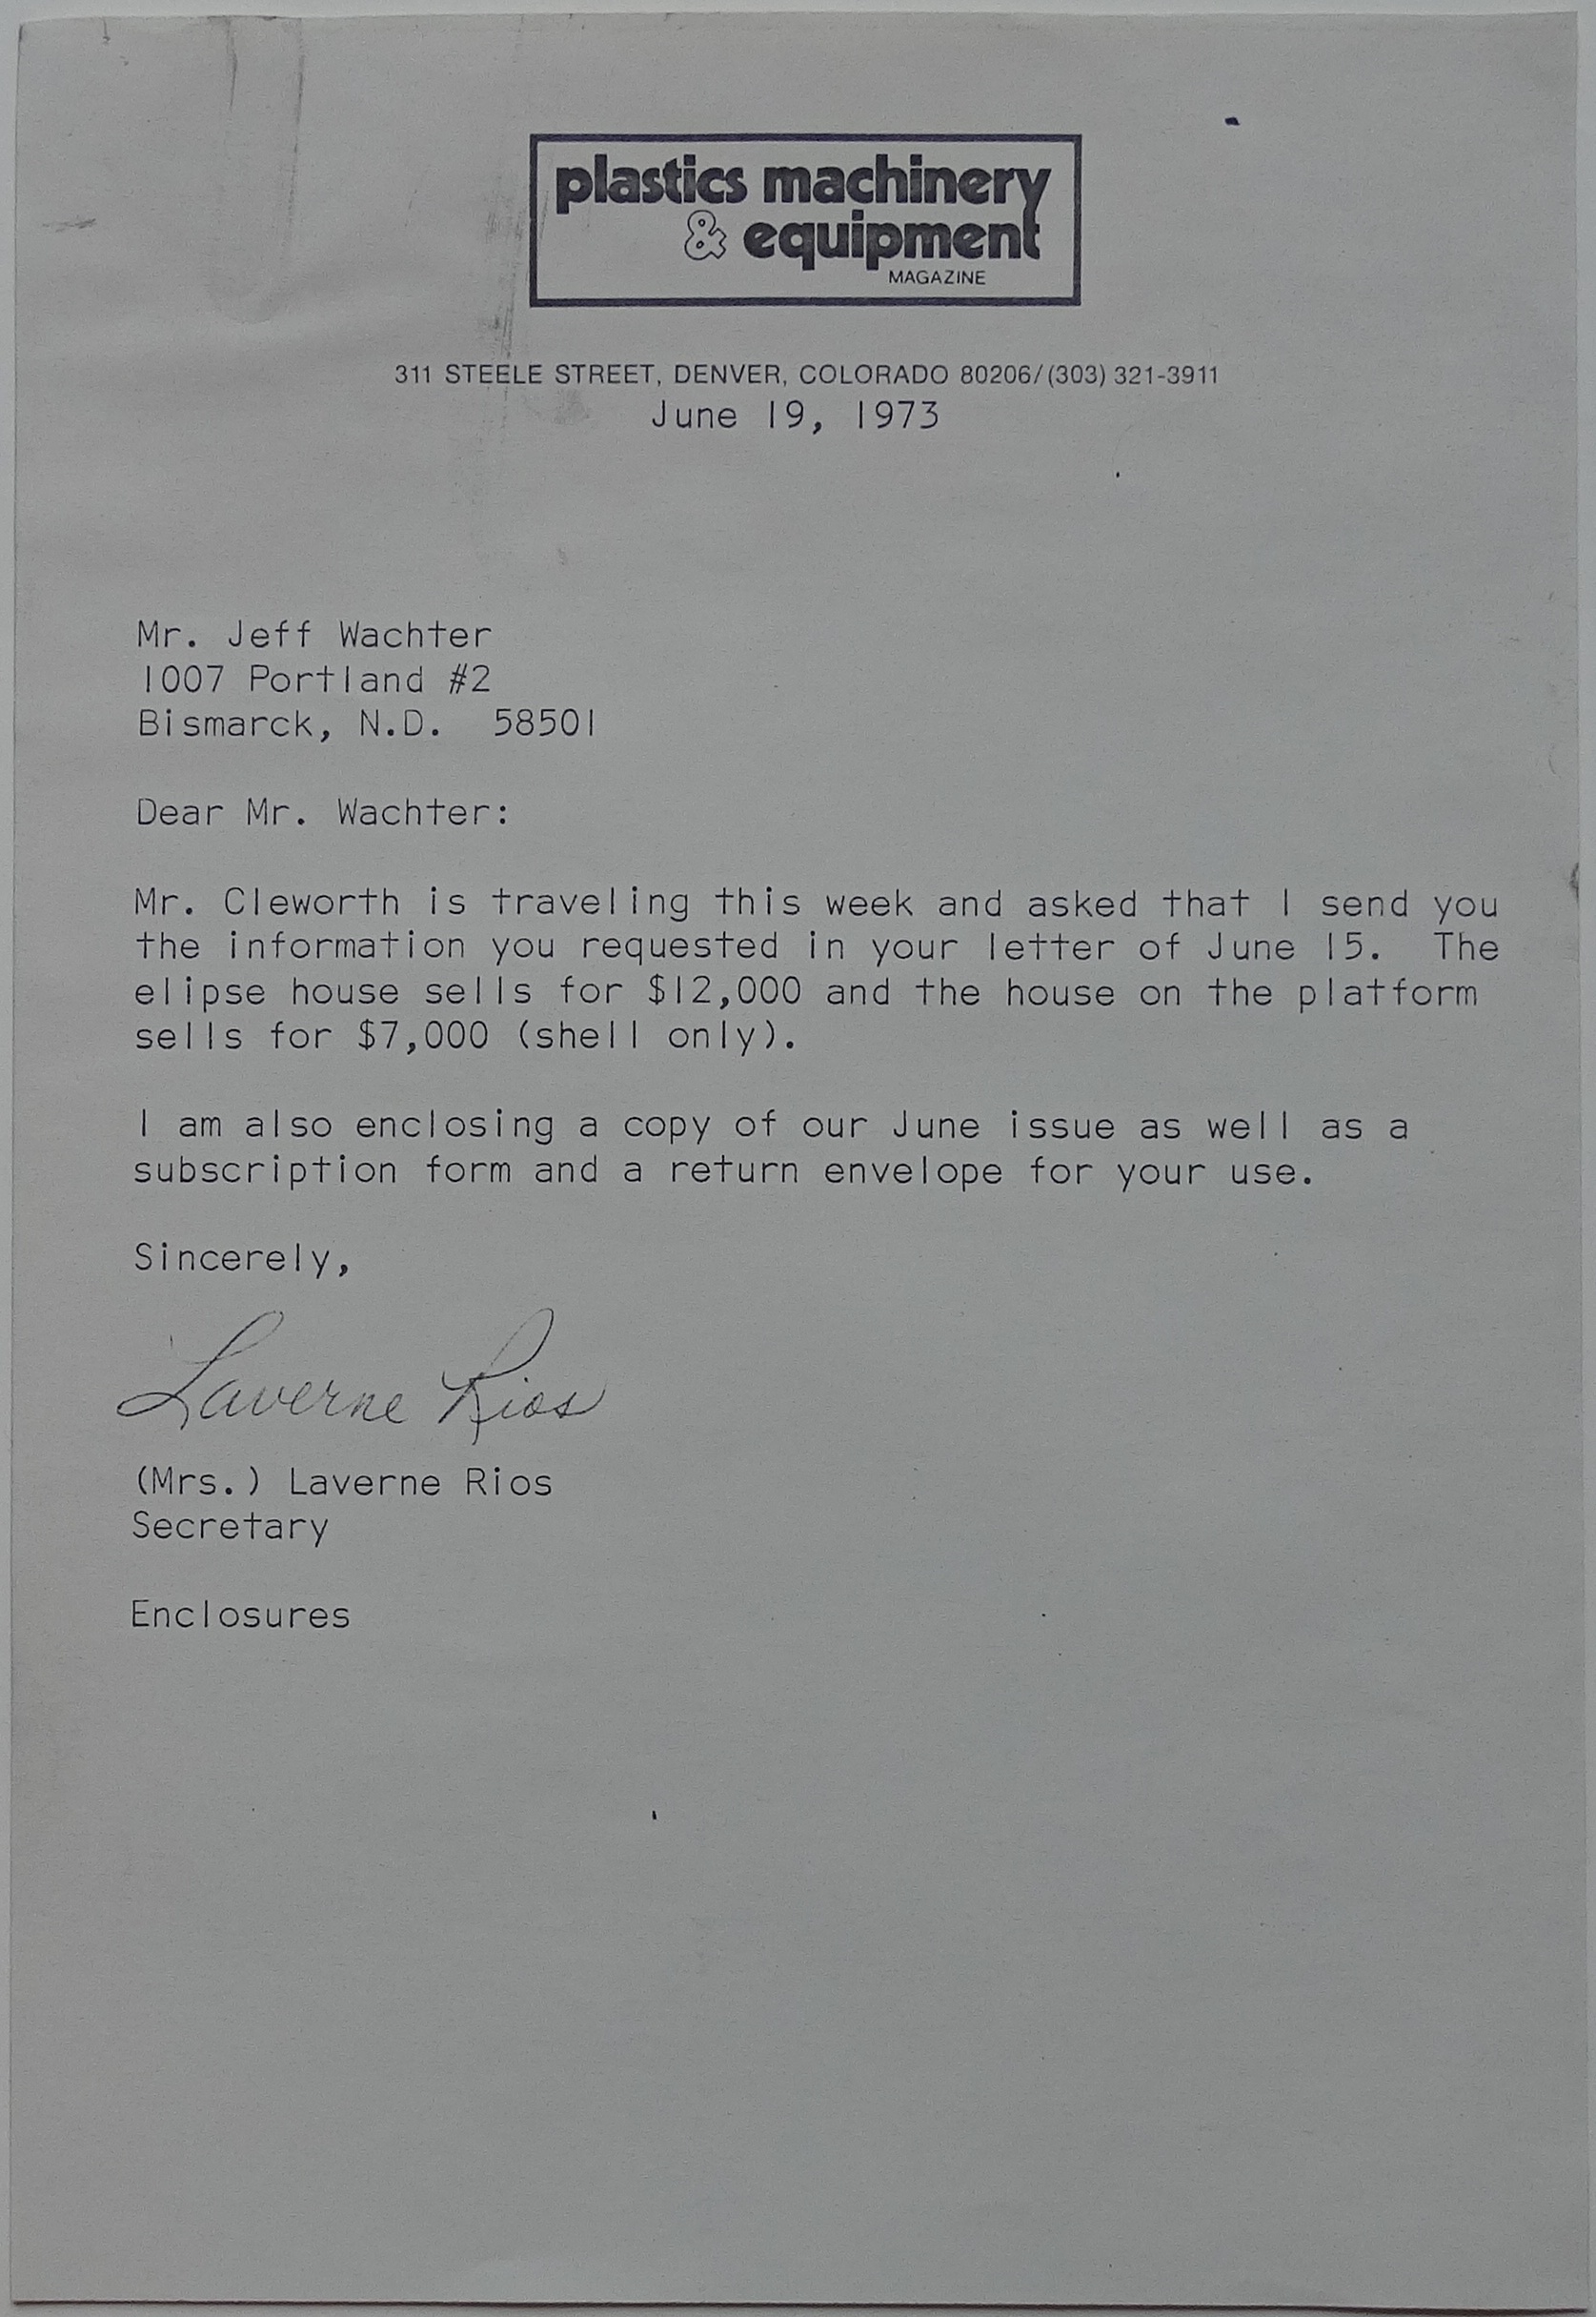 plastics machinery
& equipment
MAGAZINE
311 STEELE STREET, DENVER, COLORADO 80206/(303) 321-3911
June 19, 1973
Mr. Jeff Wachter
1007 Portland #2
Bismarck, N.D.  58501
Dear Mr. Wachter:
Mr. Cleworth is traveling this week and asked that I send you
the information you requested in your letter of June 15.  The
elipse house sells for $12,000 and the house on the platform
sells for $7,000 (shell only).
I am also enclosing a copy of our June issue as well as a
subscription form and a return envelope for your use.
Sincerely,
Laverne Rios
(Mrs.) Laverne Rios
Secretary
Enclosures